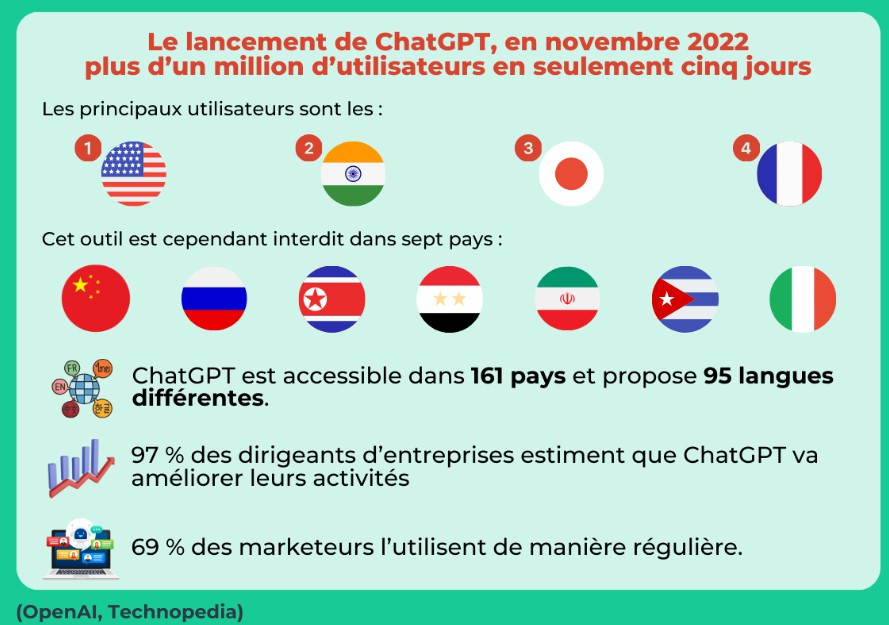 Le lancement de ChatGPT, en novembre 2022
plus d'un million d'utilisateurs en seulement cinq jours
Les principaux utilisateurs sont les :
1 2 3 4
Cet outil est cependant interdit dans sept pays :
FR
EN
ChatGPT est accessible dans 161 pays et propose 95 langues
différentes.
97 % des dirigeants d'entreprises estiment que ChatGPT va
améliorer leurs activités
69 % des marketeurs l'utilisent de manière régulière.
(OpenAI, Technopedia)